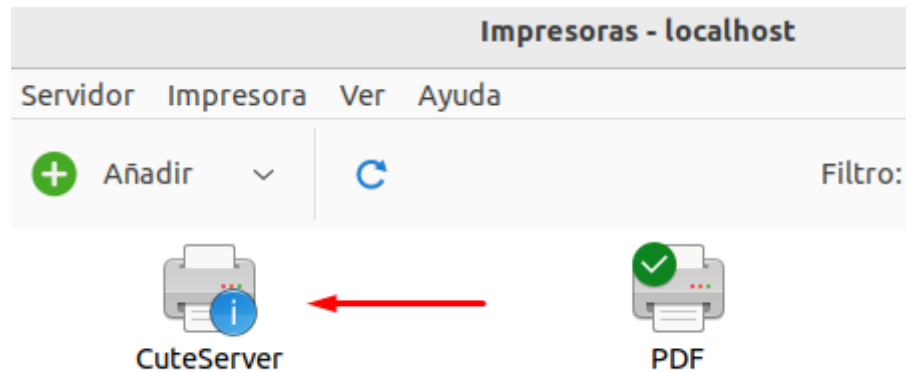 Impresoras - localhost
Servidor Impresora Ver Ayuda
Añadir Filtro:
CuteServer PDF